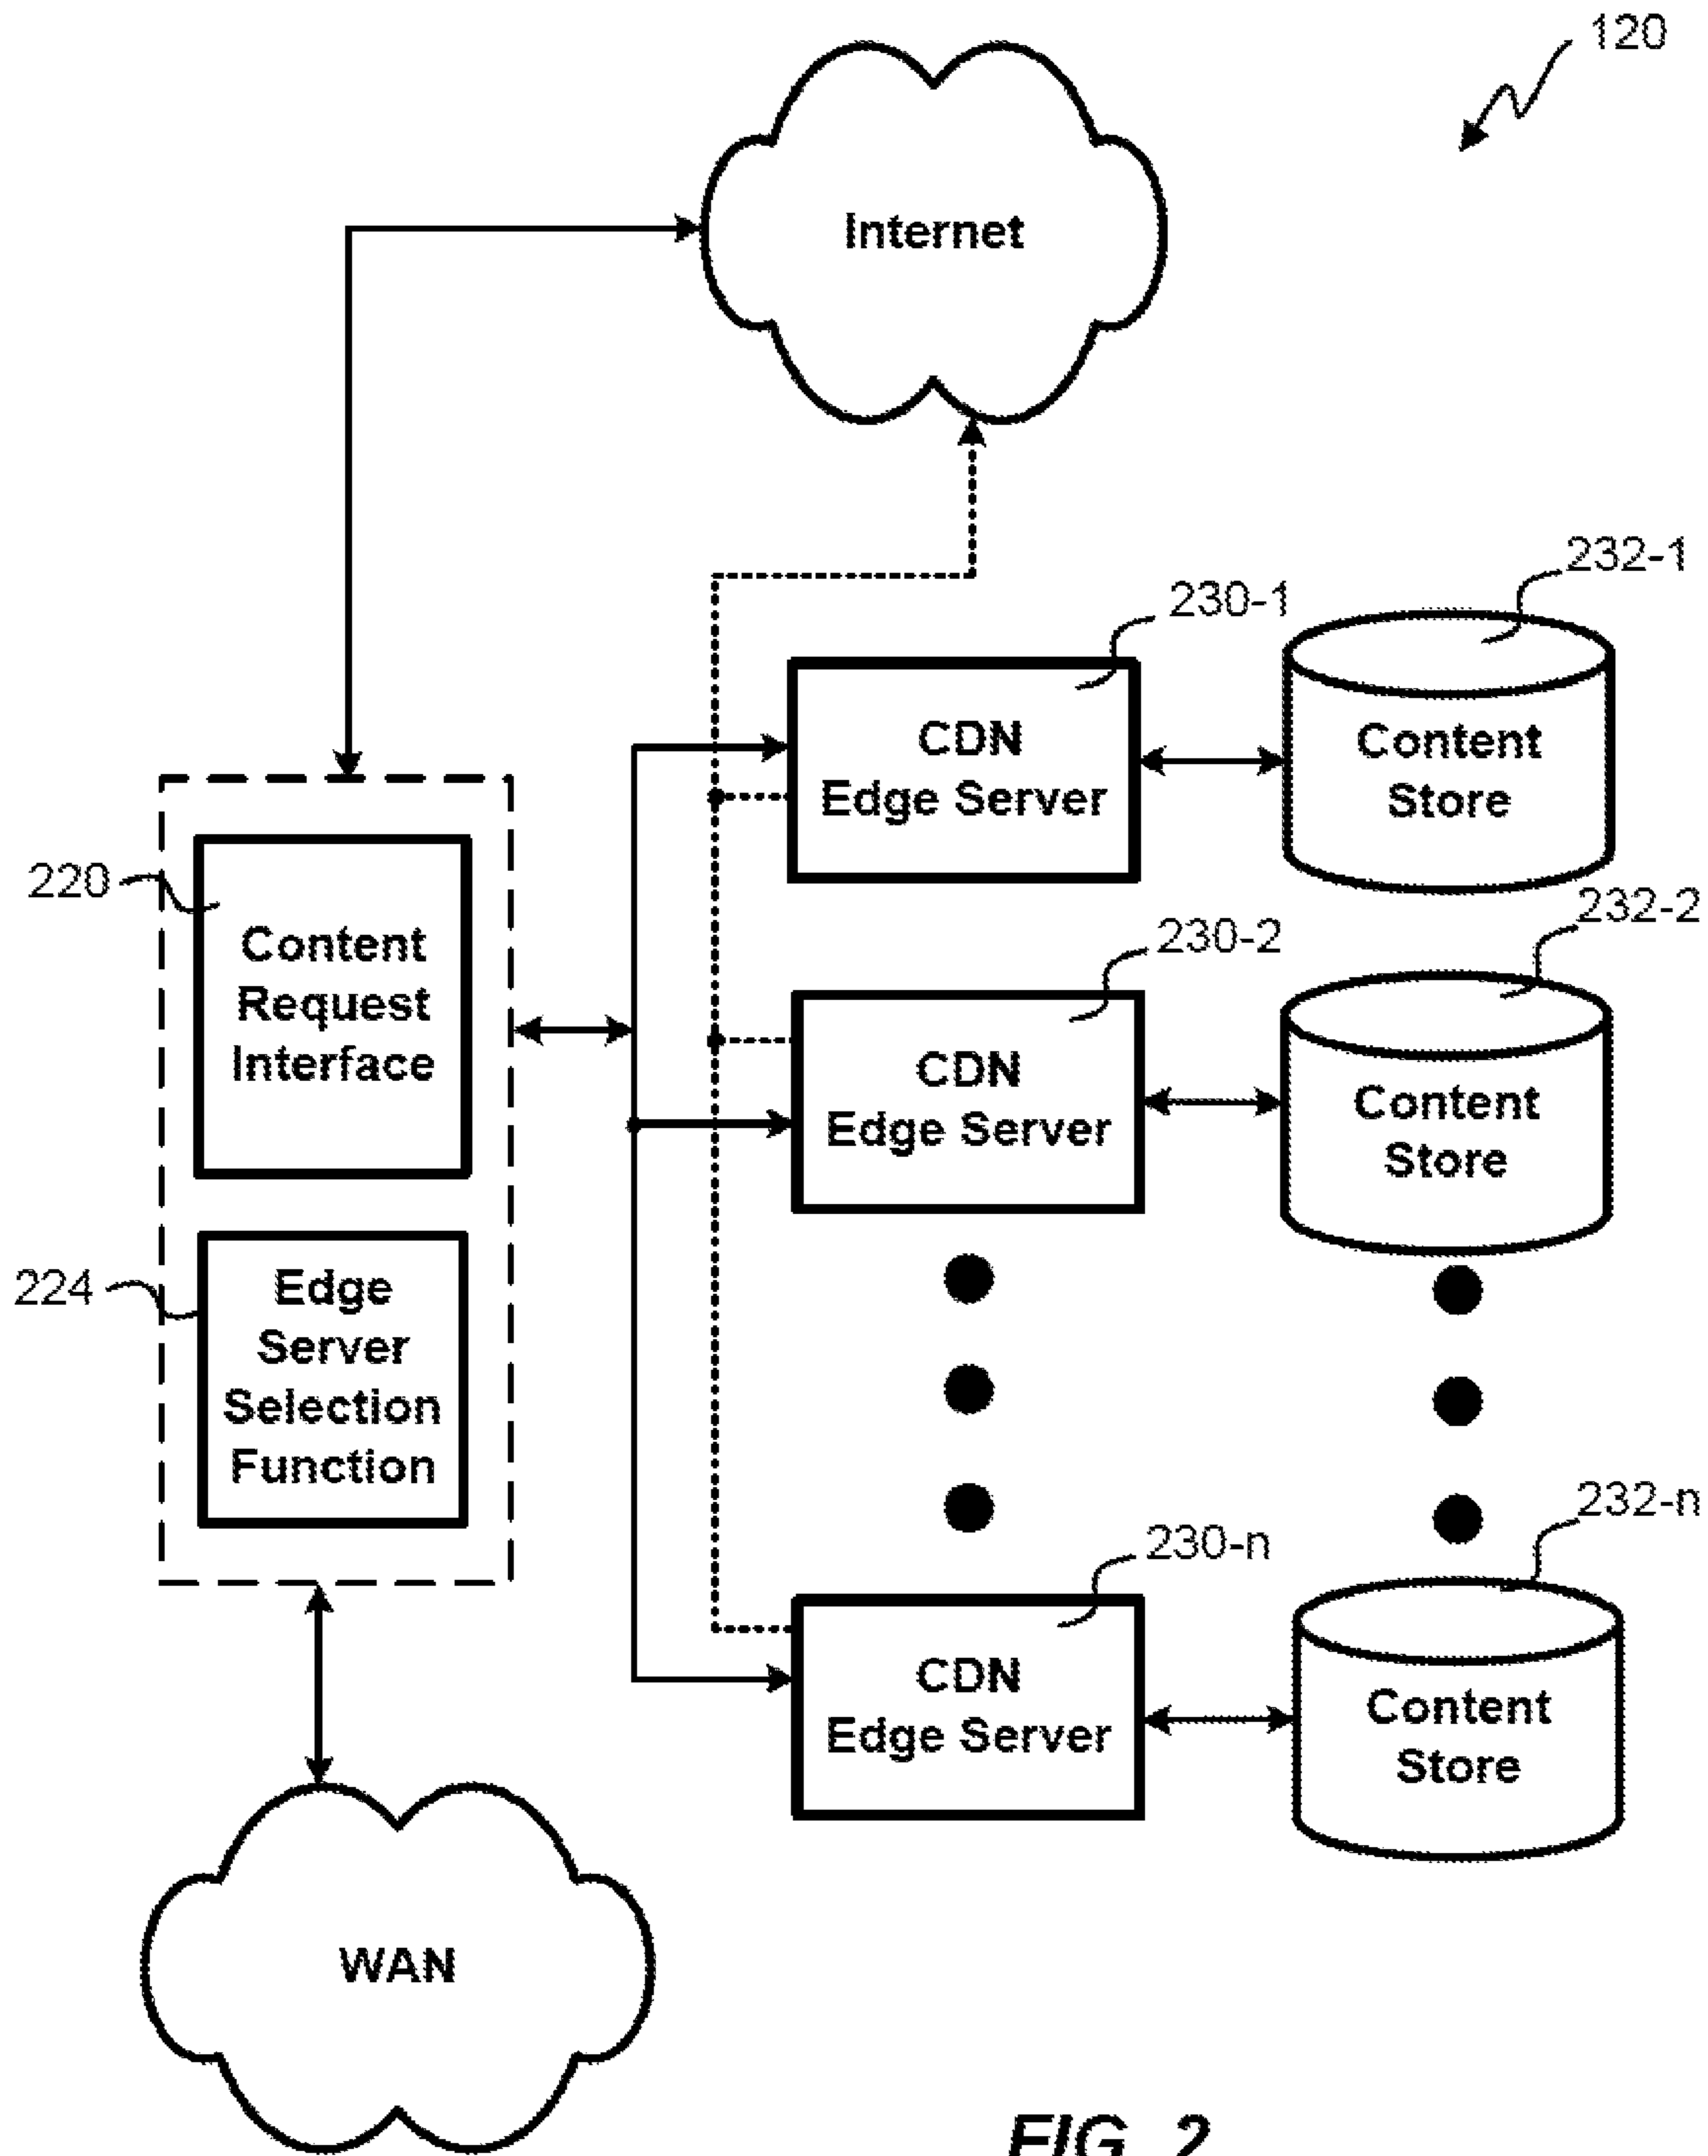 120
Internet
232-1
230-1
CDN
Edge Server
Content
Store
220
Content
Request
Interface
232-2
230-2
CDN
Edge Server
Content
Store
224
Edge
Server
Selection
Function
232-n
230-n
CDN
Edge Server
Content
Store
WAN
FIG. 2